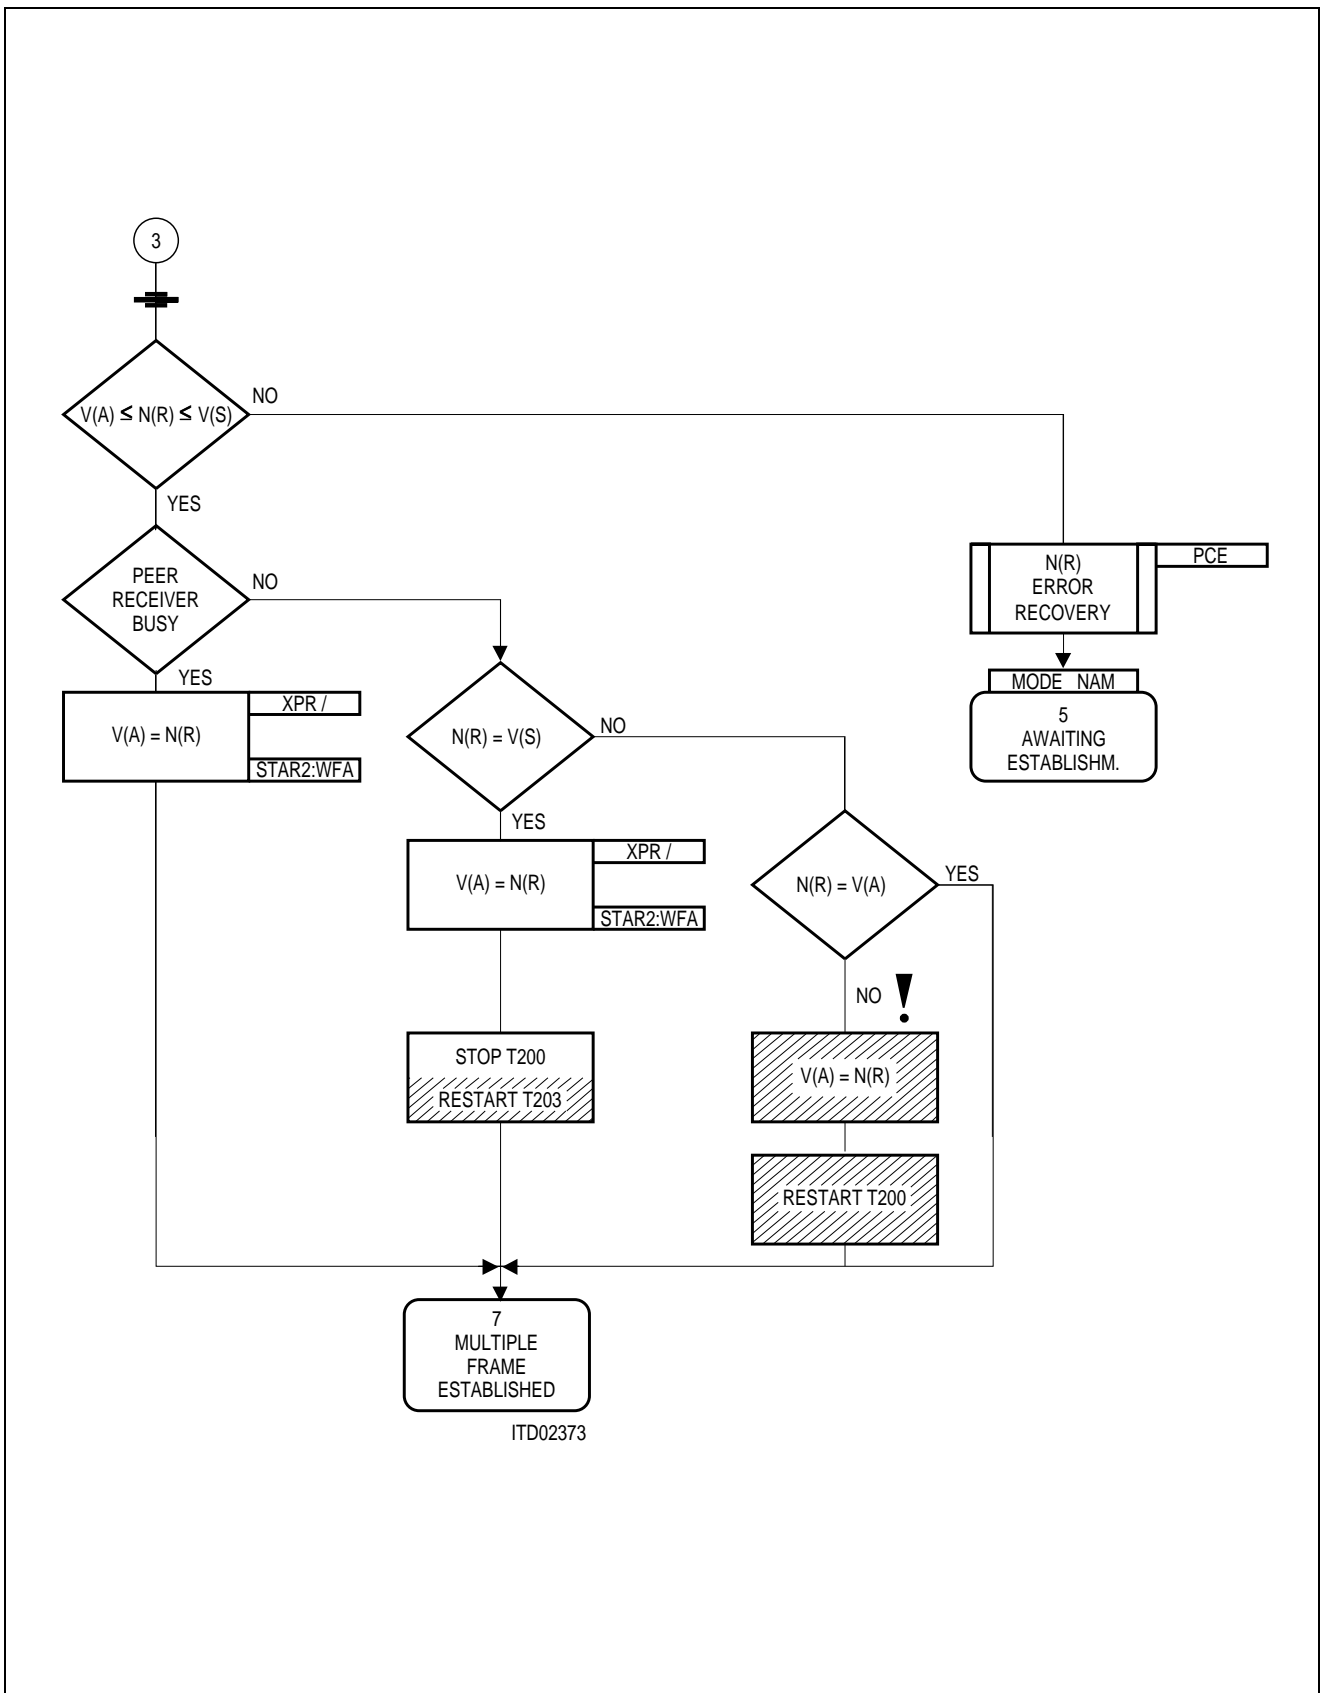 3
V(A) ≤ N(R) ≤ V(S)
NO
YES
PEER
RECEIVER
BUSY
NO
YES
N(R)
ERROR
RECOVERY
PCE
MODE NAM
5
AWAITING
ESTABLISHM.
V(A) = N(R)
XPR /
STAR2:WFA
N(R) = V(S)
NO
YES
V(A) = N(R)
XPR /
STAR2:WFA
N(R) = V(A)
YES
NO !
STOP T200
RESTART T203
V(A) = N(R)
RESTART T200
7
MULTIPLE
FRAME
ESTABLISHED
ITD02373